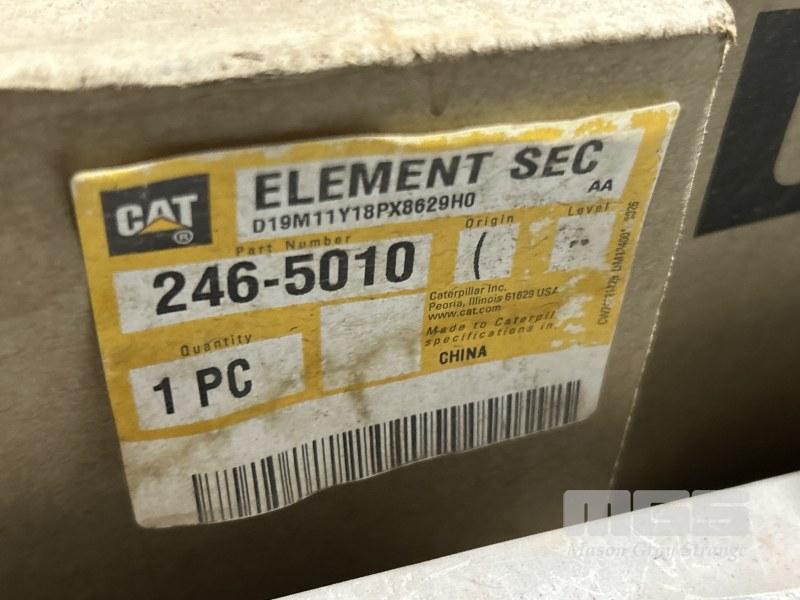 CAT®
ELEMENT SEC
AA
D19M11Y18PX8629H0
Part Number
Origin
Level
246-5010
(
Caterpillar Inc.
Peoria, Illinois 61629 USA
www.cat.com
Made to Caterpil
specifications in
CHINA
Quantity
1 PC
MGS
Mason Gray Strange